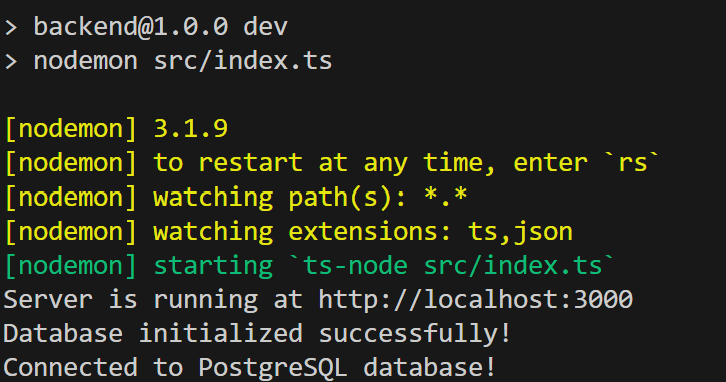 > backend@1.0.0 dev
> nodemon src/index.ts
[nodemon] 3.1.9
[nodemon] to restart at any time, enter `rs`
[nodemon] watching path(s): *.*
[nodemon] watching extensions: ts,json
[nodemon] starting `ts-node src/index.ts`
Server is running at http://localhost:3000
Database initialized successfully!
Connected to PostgreSQL database!